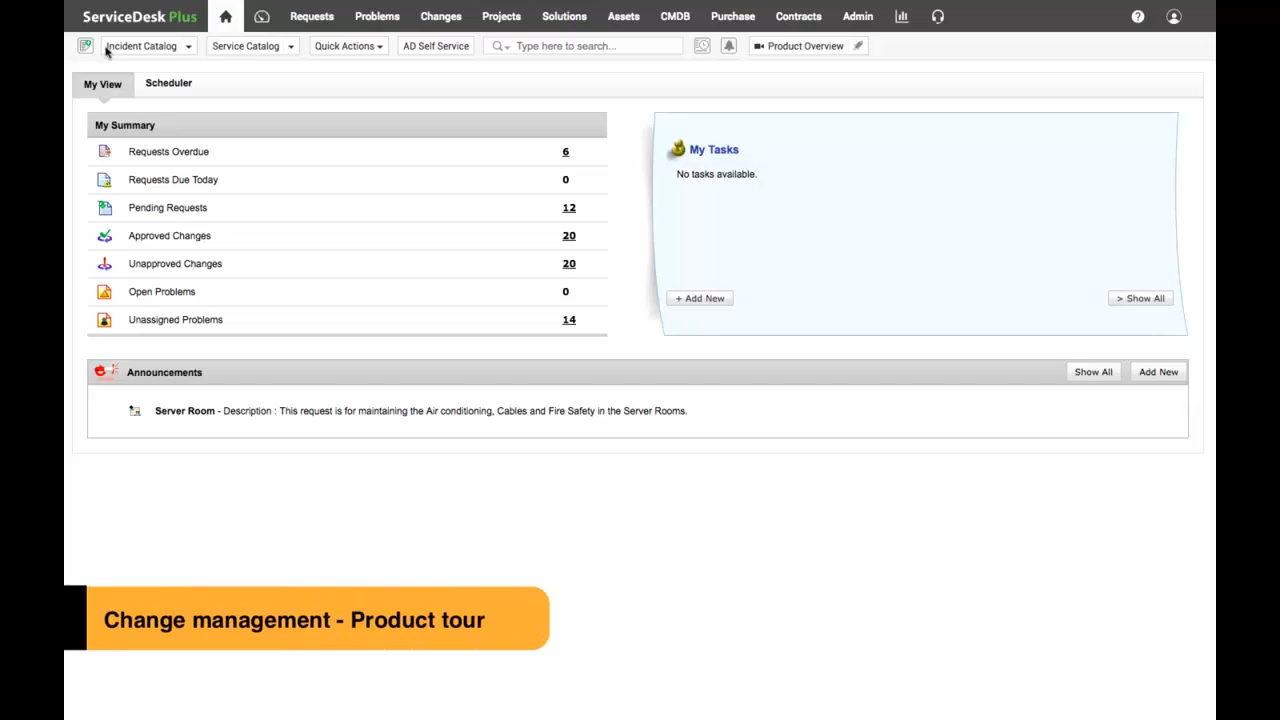 ServiceDesk Plus
Requests
Problems
Changes
Projects
Solutions
Assets
CMDB
Purchase
Contracts
Admin
Incident Catalog
Service Catalog
Quick Actions
AD Self Service
Type here to search...
Product Overview
My View
Scheduler
My Summary
Requests Overdue 6
Requests Due Today 0
Pending Requests 12
Approved Changes 20
Unapproved Changes 20
Open Problems 0
Unassigned Problems 14
My Tasks
No tasks available.
+ Add New
> Show All
Announcements
Show All
Add New
Server Room - Description : This request is for maintaining the Air conditioning, Cables and Fire Safety in the Server Rooms.
Change management - Product tour